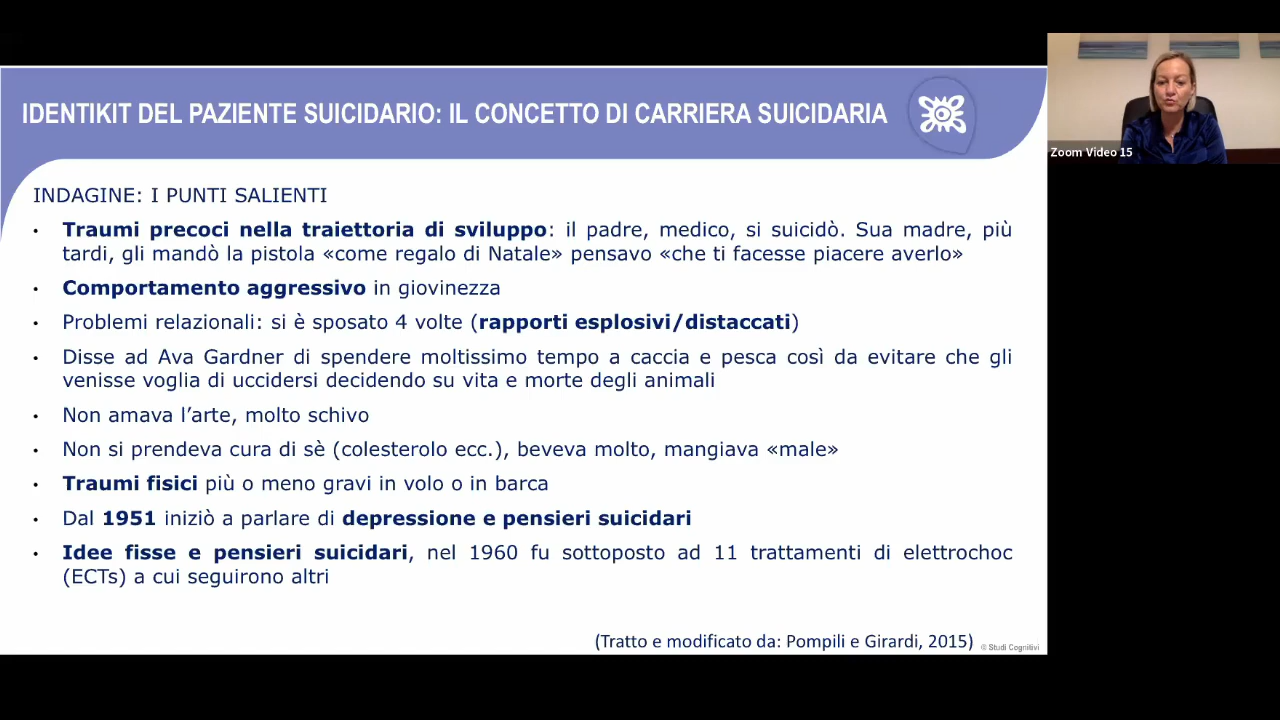 IDENTIKIT DEL PAZIENTE SUICIDARIO: IL CONCETTO DI CARRIERA SUICIDARIA
Zoom Video 15
INDAGINE: I PUNTI SALIENTI
• Traumi precoci nella traiettoria di sviluppo: il padre, medico, si suicidò. Sua madre, più
tardi, gli mandò la pistola «come regalo di Natale» pensavo «che ti facesse piacere averlo»
• Comportamento aggressivo in giovinezza
• Problemi relazionali: si è sposato 4 volte (rapporti esplosivi/distaccati)
• Disse ad Ava Gardner di spendere moltissimo tempo a caccia e pesca così da evitare che gli
venisse voglia di uccidersi decidendo su vita e morte degli animali
• Non amava l’arte, molto schivo
• Non si prendeva cura di sè (colesterolo ecc.), beveva molto, mangiava «male»
• Traumi fisici più o meno gravi in volo o in barca
• Dal 1951 iniziò a parlare di depressione e pensieri suicidari
• Idee fisse e pensieri suicidari, nel 1960 fu sottoposto ad 11 trattamenti di elettrochoc
(ECTs) a cui seguirono altri
(Tratto e modificato da: Pompili e Girardi, 2015)
© Studi Cognitivi